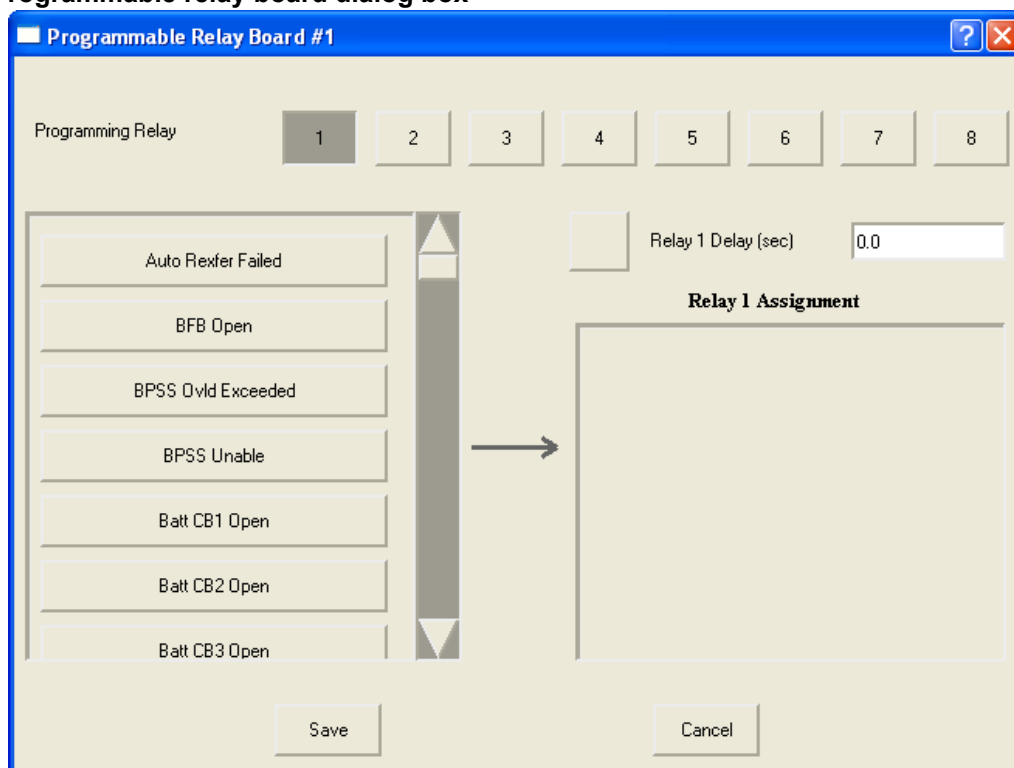 rogrammable relay board dialog box
Programmable Relay Board #1
Programming Relay 1 2 3 4 5 6 7 8
Auto Rexfer Failed
BFB Open
BPSS Ovld Exceeded
BPSS Unable
Batt CB1 Open
Batt CB2 Open
Batt CB3 Open
Relay 1 Delay (sec) 0.0
Relay 1 Assignment
Save Cancel